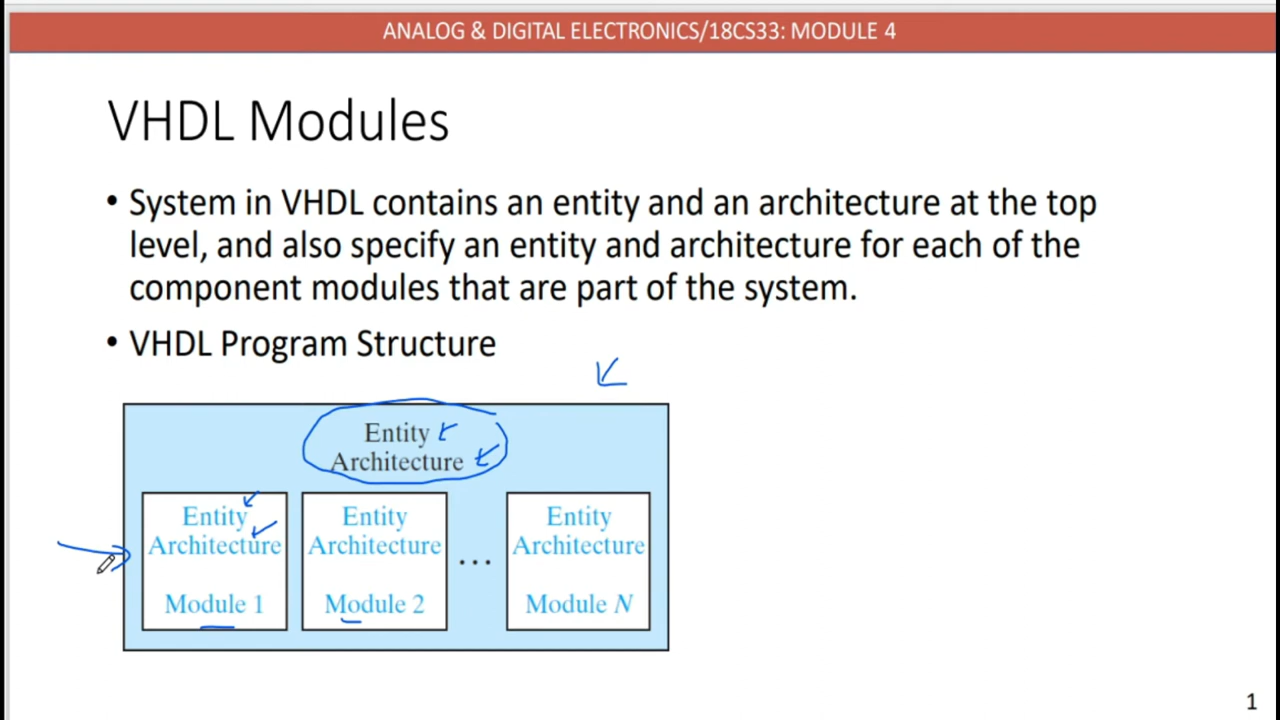 ANALOG & DIGITAL ELECTRONICS/18CS33: MODULE 4
VHDL Modules
• System in VHDL contains an entity and an architecture at the top
level, and also specify an entity and architecture for each of the
component modules that are part of the system.
• VHDL Program Structure
Entity
Architecture
Entity
Architecture
Module 1
Entity
Architecture
Module 2
...
Entity
Architecture
Module N
1